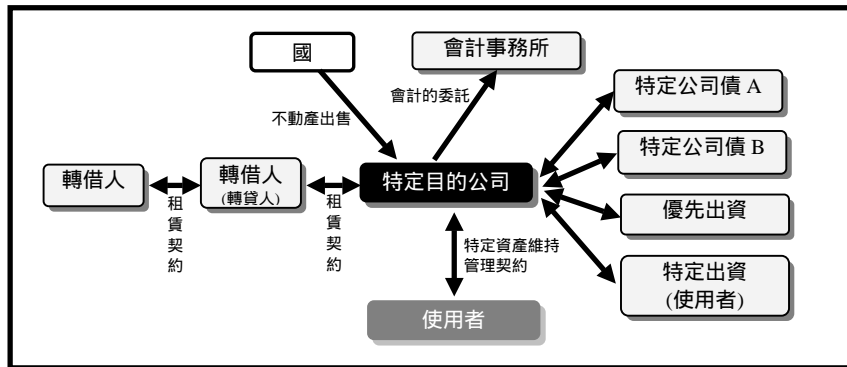 國
會計事務所
不動產出售
會計的委託
特定公司債 A
特定公司債 B
優先出資
特定出資
(使用者)
轉借人
租賃契約
轉借人
(轉貸人)
租賃契約
特定目的公司
特定資產維持
管理契約
使用者